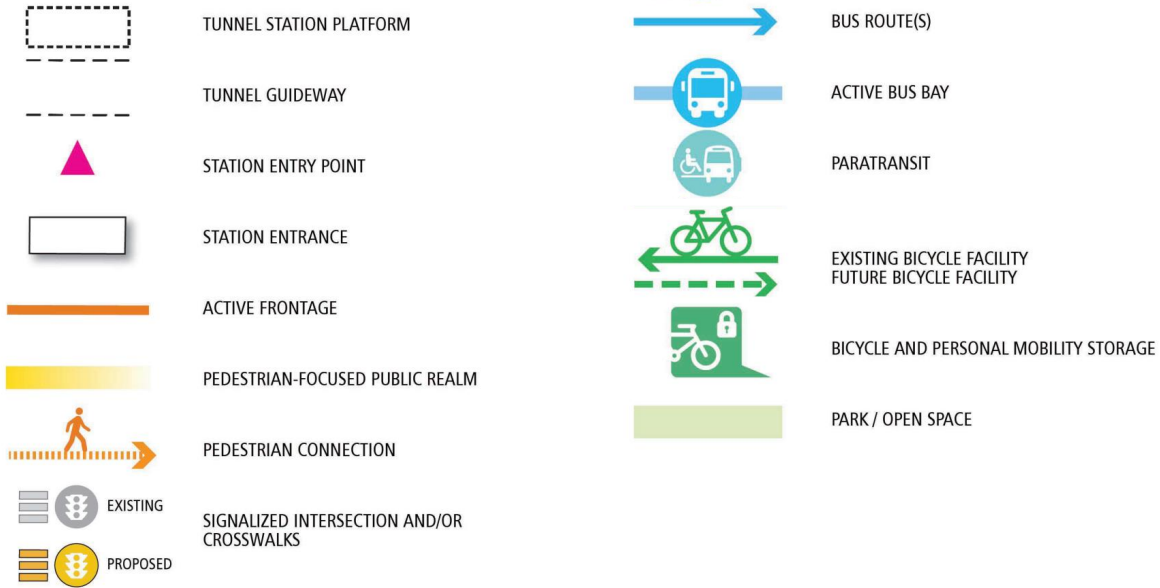 TUNNEL STATION PLATFORM
TUNNEL GUIDEWAY
STATION ENTRY POINT
STATION ENTRANCE
ACTIVE FRONTAGE
PEDESTRIAN-FOCUSED PUBLIC REALM
PEDESTRIAN CONNECTION
EXISTING
SIGNALIZED INTERSECTION AND/OR
CROSSWALKS
PROPOSED
BUS ROUTE(S)
ACTIVE BUS BAY
PARATRANSIT
EXISTING BICYCLE FACILITY
FUTURE BICYCLE FACILITY
BICYCLE AND PERSONAL MOBILITY STORAGE
PARK / OPEN SPACE